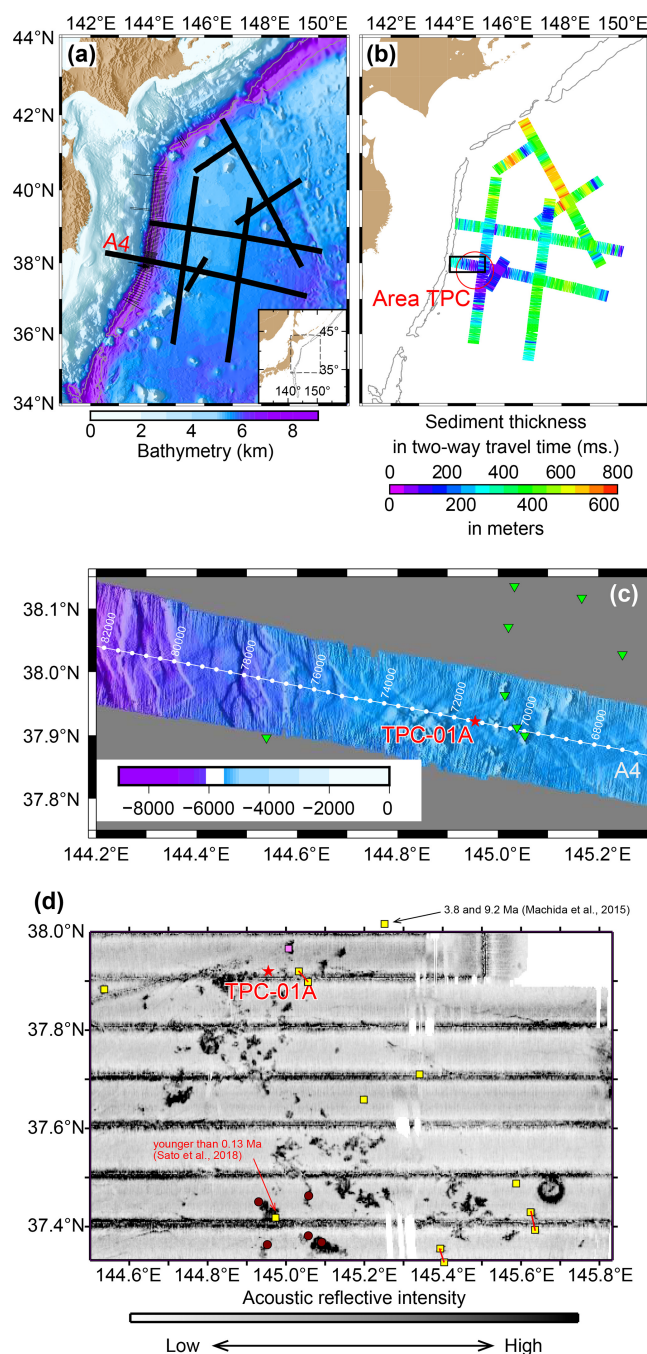 142°E 144°E 146°E 148°E 150°E
142°E 144°E 146°E 148°E 150°E
44°N
42°N
40°N
38°N
36°N
34°N
(a)
A4
45°
35°
140° 150°
0 2 4 6 8
Bathymetry (km)
(b)
Area TPC
Sediment thickness
in two-way travel time (ms.)
0 200 400 600 800
0 200 400 600
in meters
(c)
38.1°N
38.0°N
37.9°N
37.8°N
82000
80000
78000
76000
74000
72000
70000
68000
TPC-01A
A4
−8000 −6000 −4000 −2000 0
144.2°E 144.4°E 144.6°E 144.8°E 145.0°E 145.2°E
(d)
3.8 and 9.2 Ma (Machida et al., 2015)
38.0°N
37.8°N
37.6°N
37.4°N
TPC-01A
younger than 0.13 Ma
(Sato et al., 2018)
144.6°E 144.8°E 145.0°E 145.2°E 145.4°E 145.6°E 145.8°E
Acoustic reflective intensity
Low High